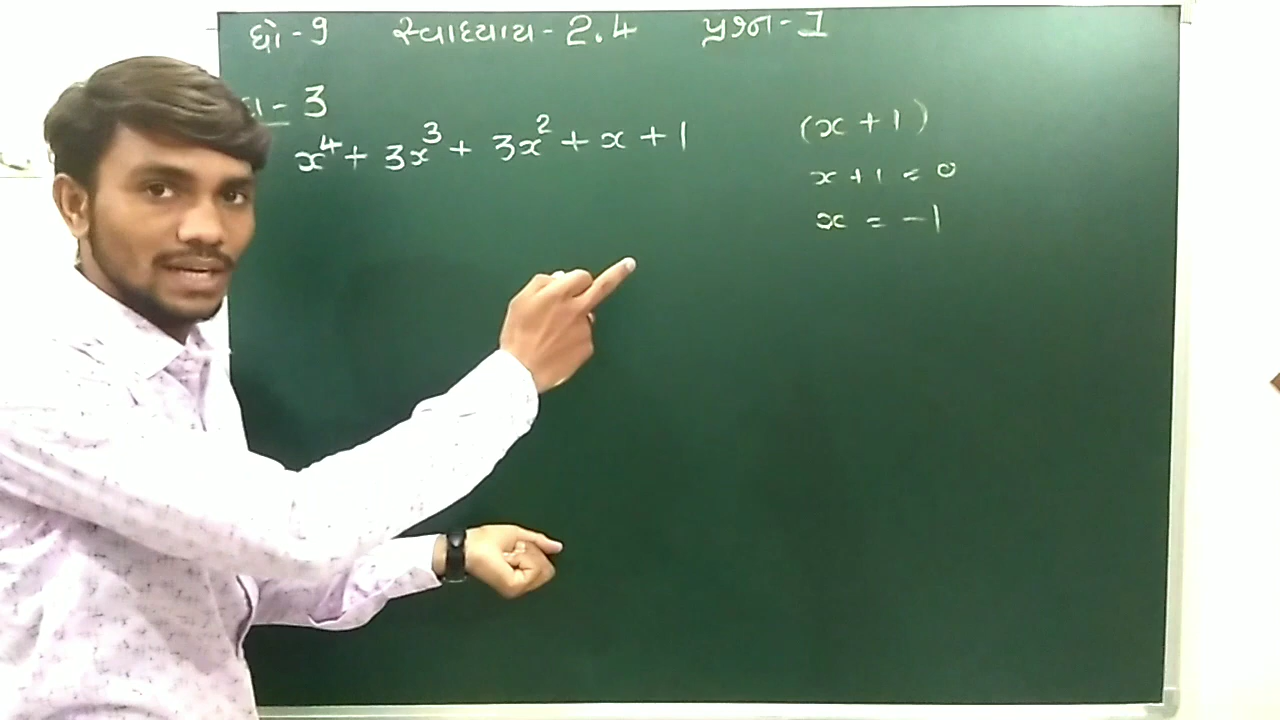 ધો - 9 સ્વાધ્યાય - 2.4 પ્રશ્ન - 1
- 3
x⁴ + 3x³ + 3x² + x + 1
(x + 1)
x + 1 = 0
x = -1